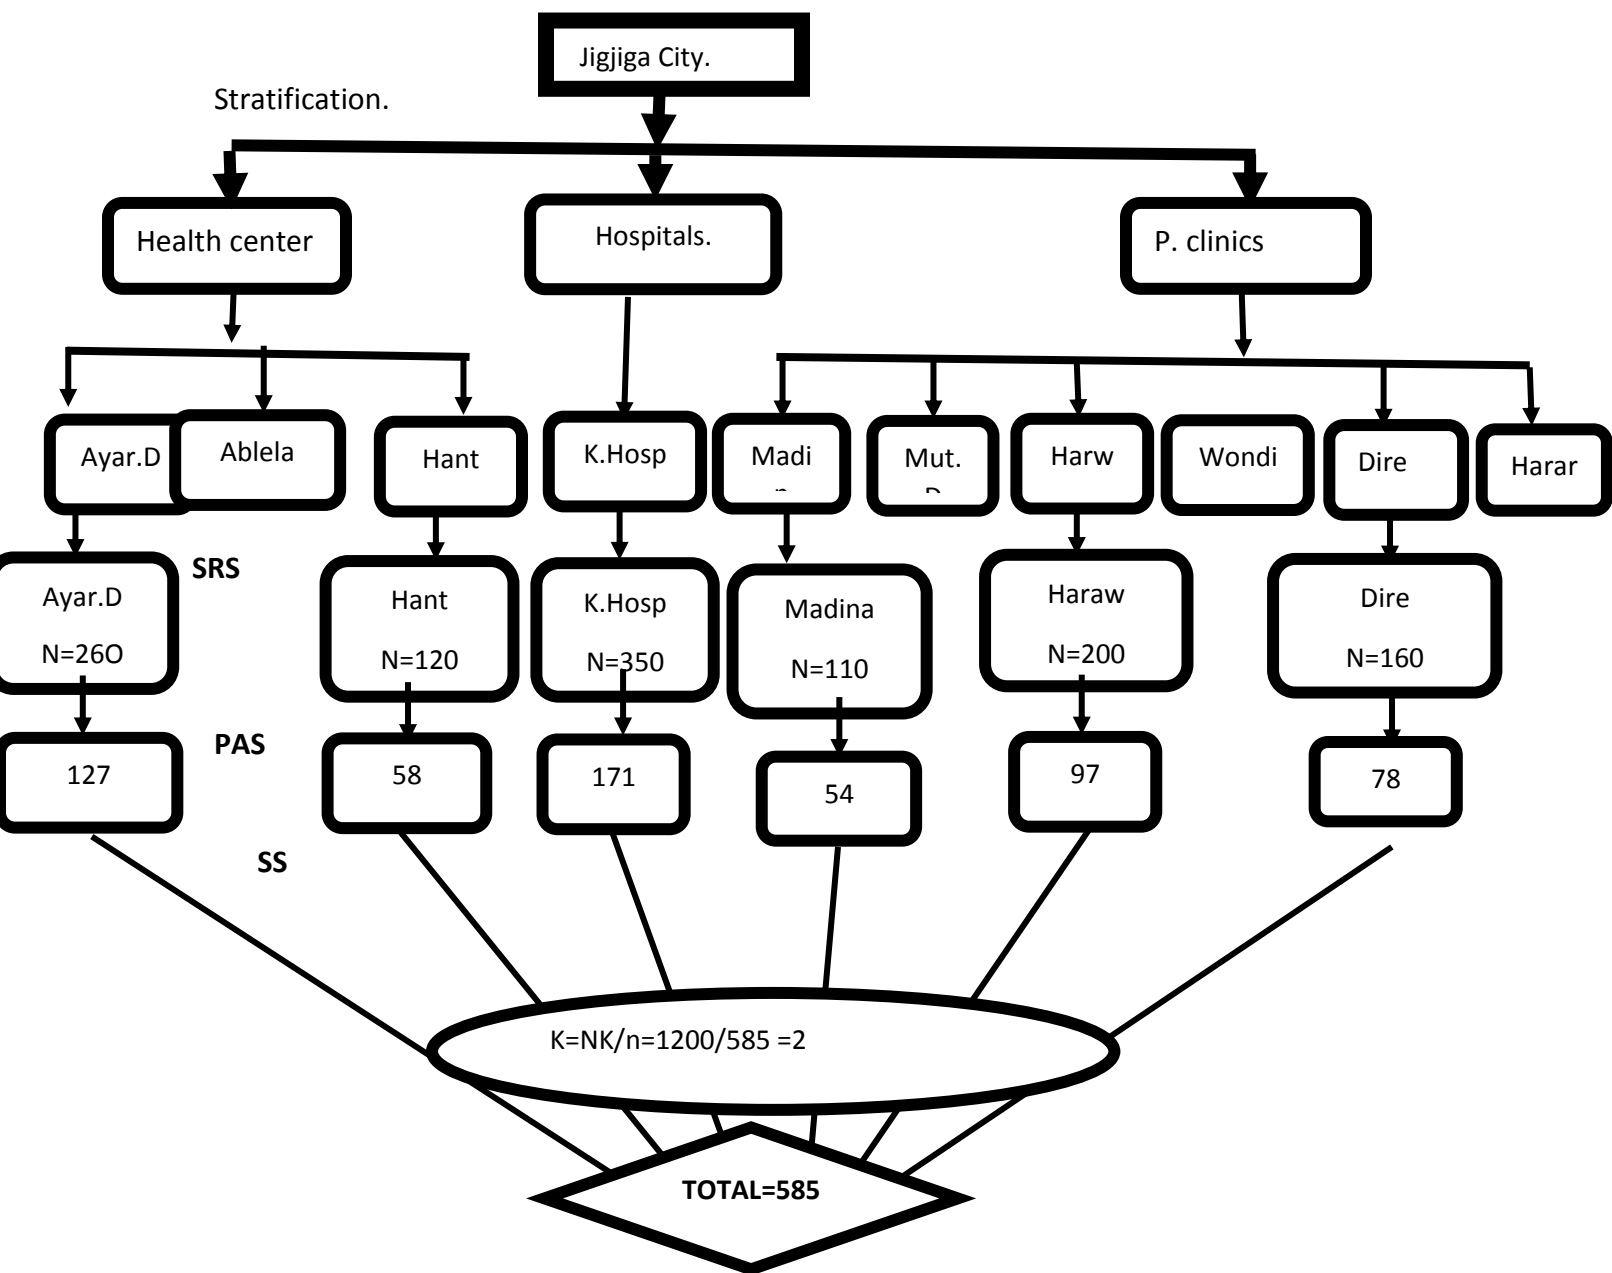 Jigjiga City.
Stratification.
Health center
Hospitals.
P. clinics
Ayar.D
Ablela
Hant
K.Hosp
Madi
Mut.
Harw
Wondi
Dire
Harar
SRS
Ayar.D
N=26O
Hant
N=120
K.Hosp
N=350
Madina
N=110
Haraw
N=200
Dire
N=160
PAS
127
58
171
54
97
78
SS
K=NK/n=1200/585 =2
TOTAL=585